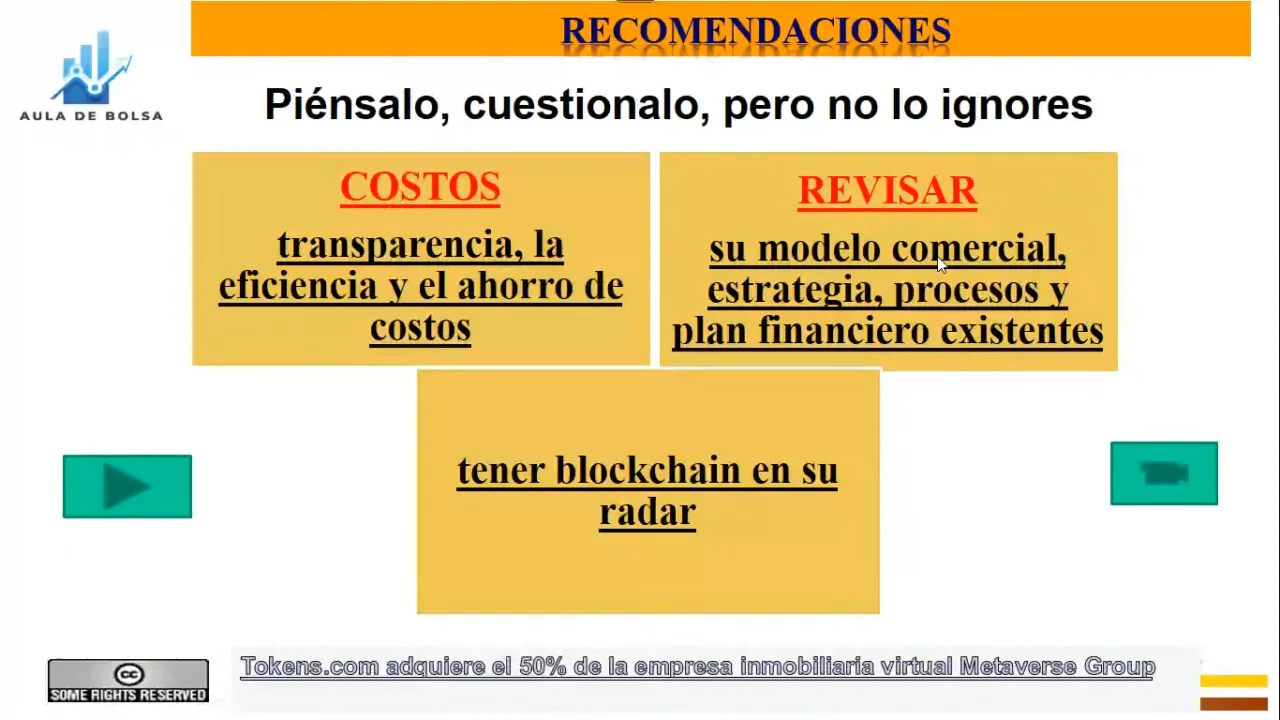 RECOMENDACIONES
AULA DE BOLSA
Piénsalo, cuestionalo, pero no lo ignores
COSTOS
transparencia, la
eficiencia y el ahorro de
costos
REVISAR
su modelo comercial,
estrategia, procesos y
plan financiero existentes
tener blockchain en su
radar
cc
SOME RIGHTS RESERVED
Tokens.com adquiere el 50% de la empresa inmobiliaria virtual Metaverse Group